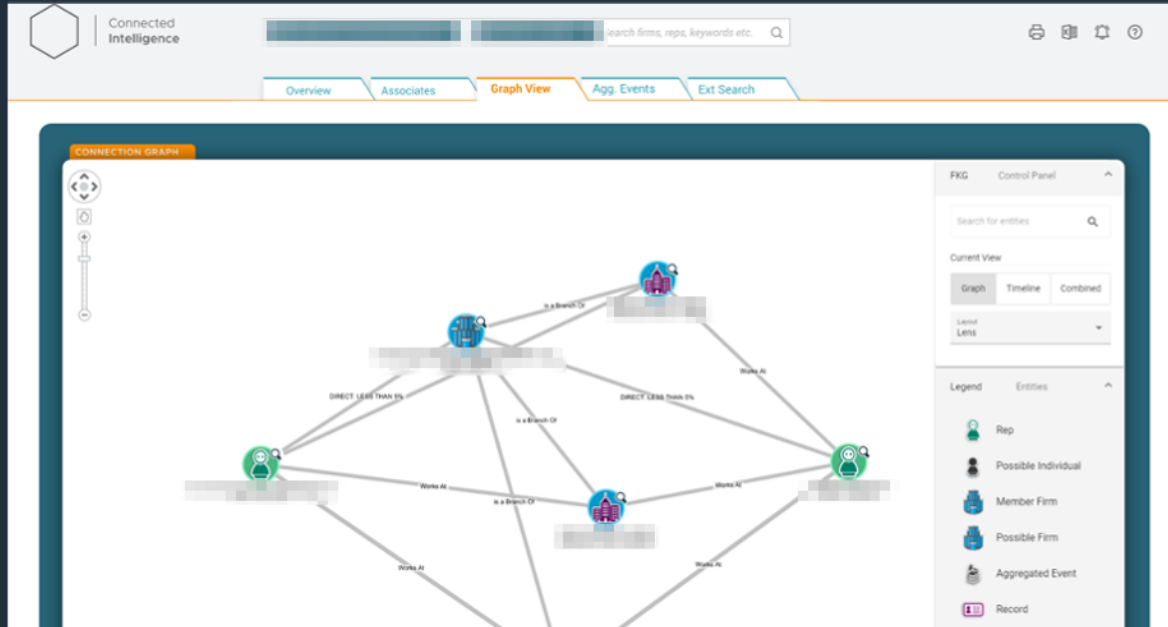 Connected
Intelligence
earch firms, reps, keywords etc.
Overview
Associates
Graph View
Agg. Events
Ext Search
CONNECTION GRAPH
FKG
Control Panel
Search for entities
Current View
Graph
Timeline
Combined
Layout
Lens
is a Branch Of
Works At
DIRECT: LESS THAN 5%
DIRECT: LESS THAN 5%
is a Branch Of
Works At
is a Branch Of
Works At
Works At
Works At
Legend
Entities
Rep
Possible Individual
Member Firm
Possible Firm
Aggregated Event
Record